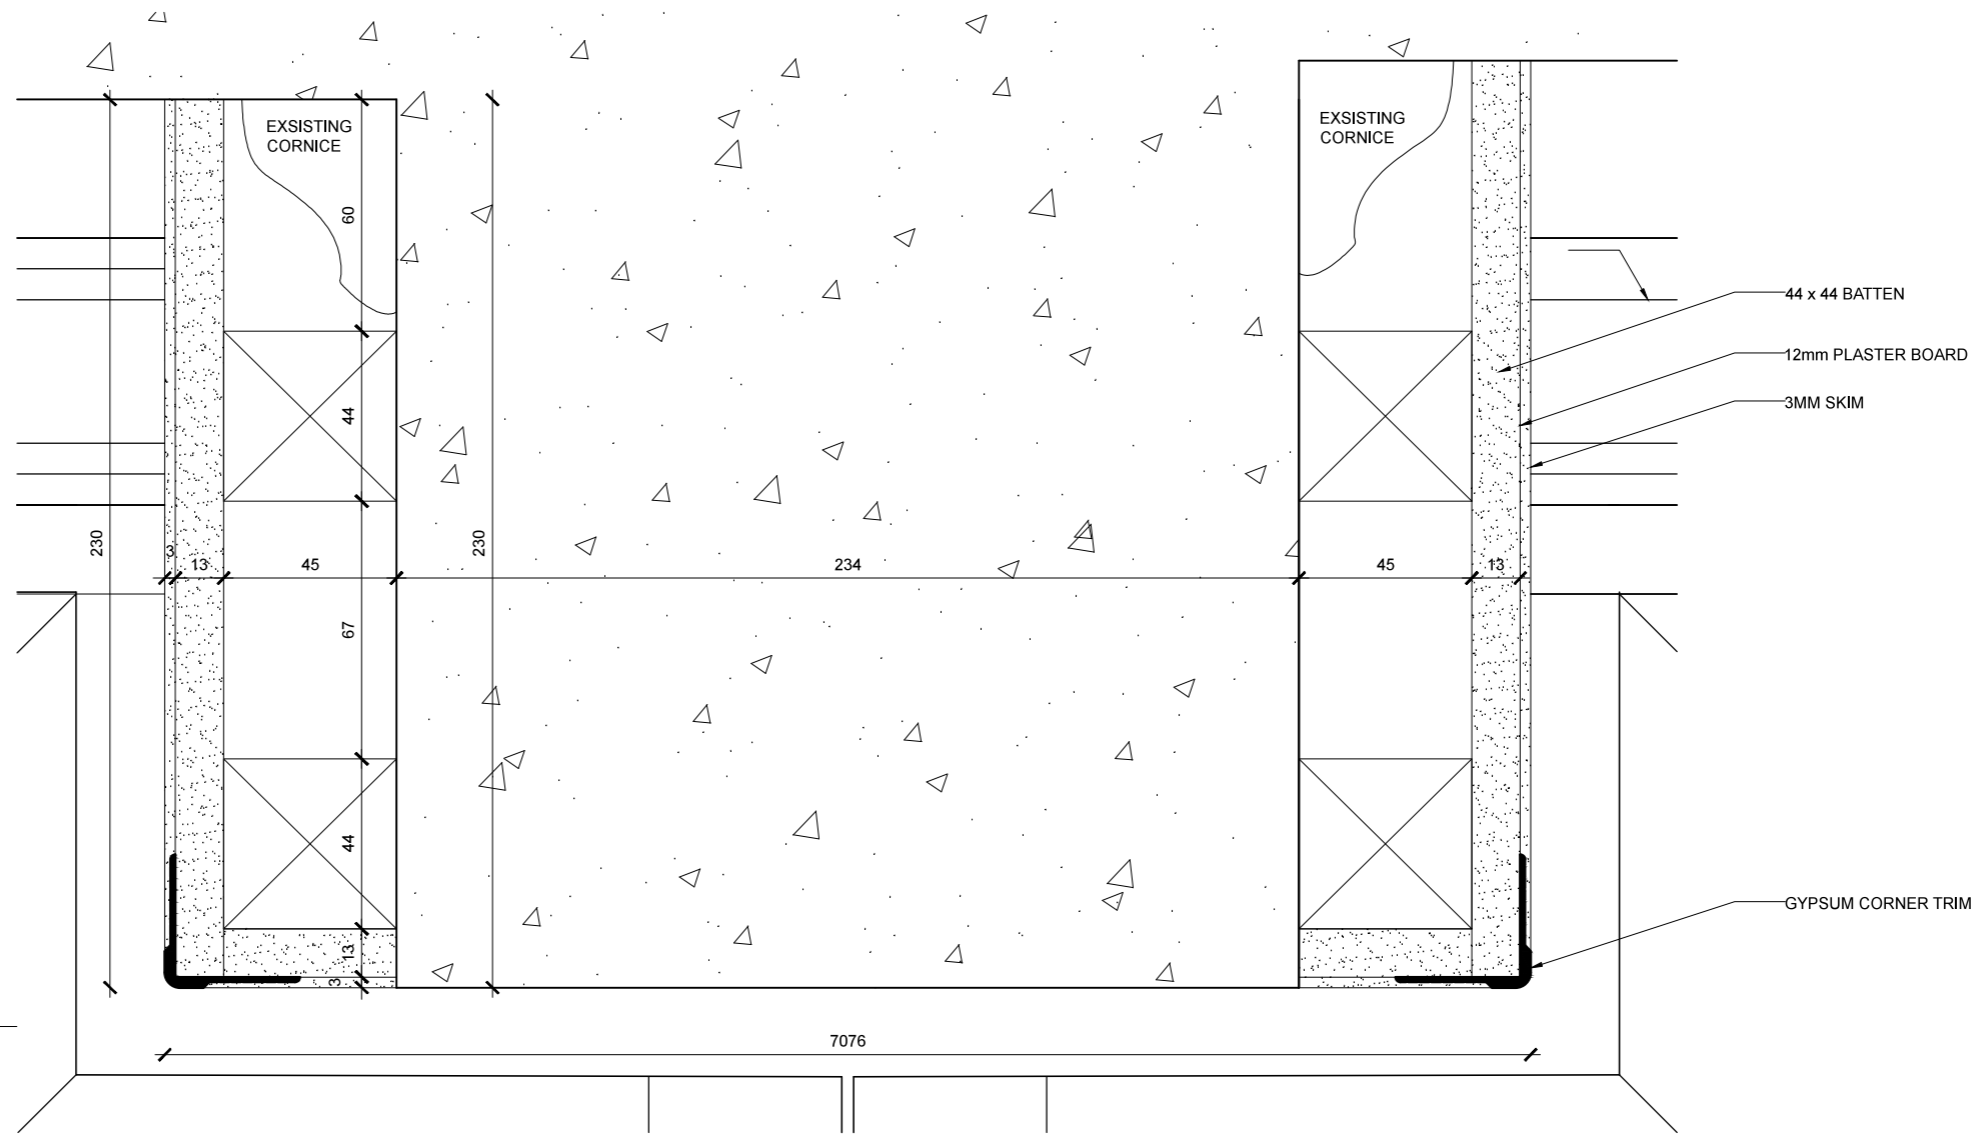 EXSISTING
CORNICE
EXSISTING
CORNICE
60
44 x 44 BATTEN
12mm PLASTER BOARD
3MM SKIM
44
230
230
3
13
45
234
45
13
67
44
GYPSUM CORNER TRIM
13
3
7076